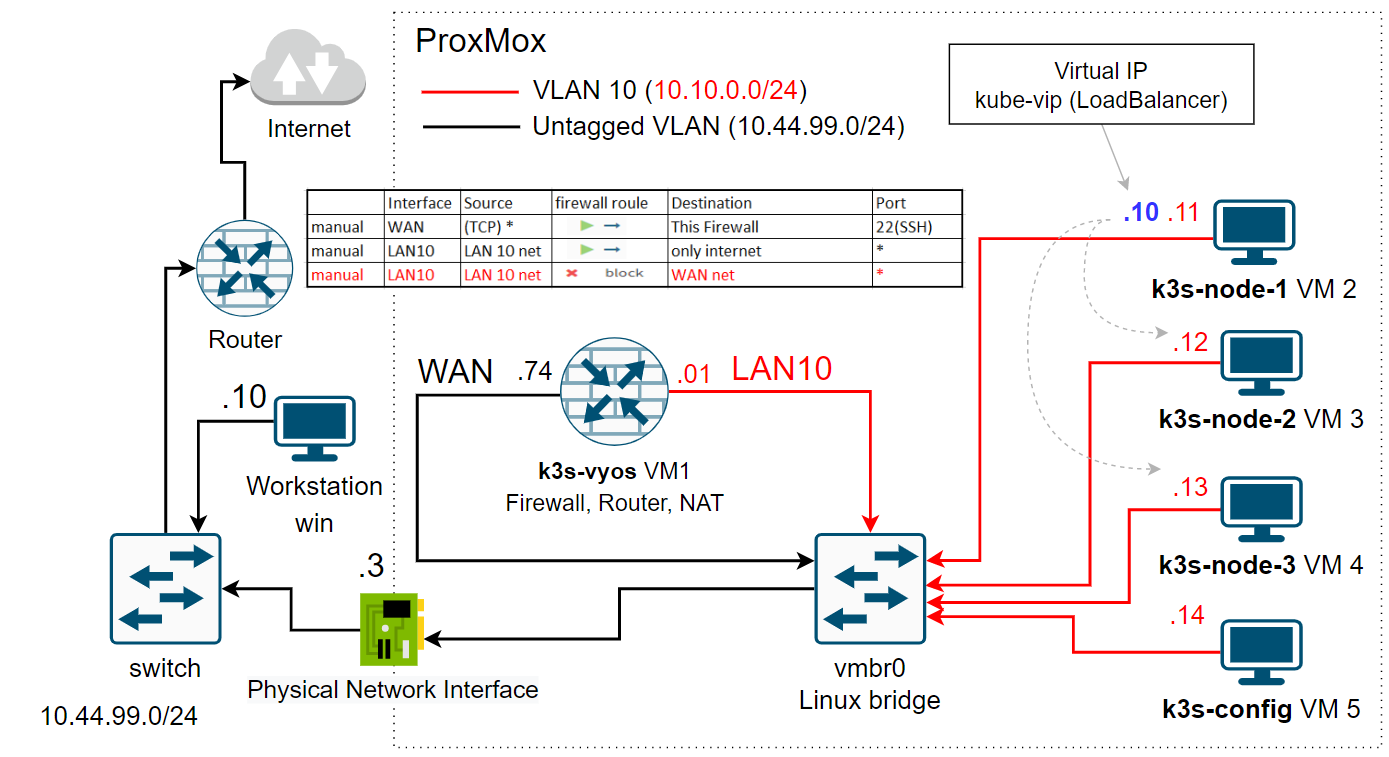 ProxMox
VLAN 10 (10.10.0.0/24)
Untagged VLAN (10.44.99.0/24)
Virtual IP
kube-vip (LoadBalancer)
Internet
Interface Source firewall roule Destination Port
manual WAN (TCP) * This Firewall 22(SSH)
manual LAN10 LAN 10 net only internet *
manual LAN10 LAN 10 net block WAN net *
.10 .11
k3s-node-1 VM 2
Router
.12
k3s-node-2 VM 3
WAN .74 .01 LAN10
k3s-vyos VM1
Firewall, Router, NAT
.10
Workstation
win
.13
k3s-node-3 VM 4
.3
.14
k3s-config VM 5
switch
10.44.99.0/24
Physical Network Interface
vmbr0
Linux bridge